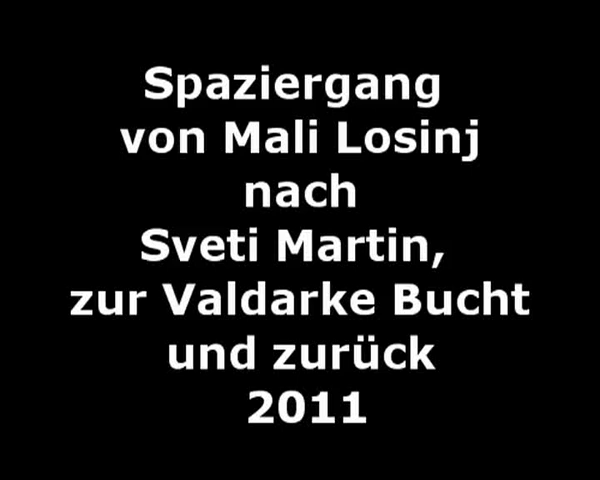 Spaziergang
von Mali Losinj
nach
Sveti Martin,
zur Valdarke Bucht
und zurück
2011